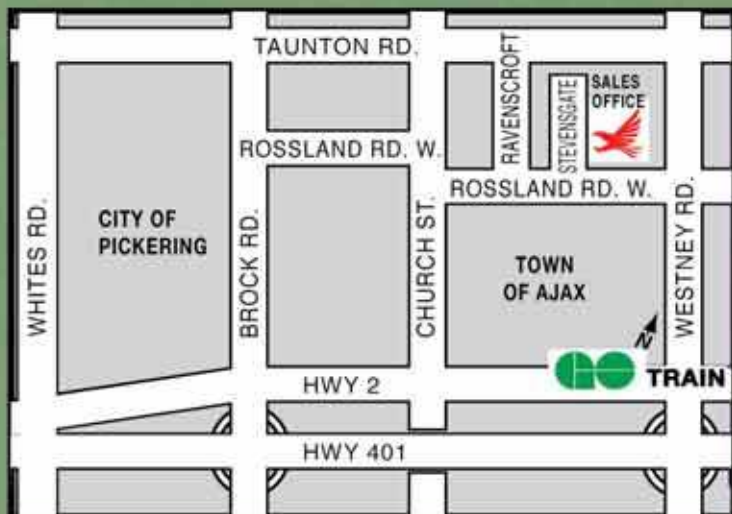 TAUNTON RD.
RAVENSCROFT
STEVENSGATE
SALES
OFFICE
ROSSLAND RD. W.
ROSSLAND RD. W.
WHITES RD.
CITY OF
PICKERING
BROCK RD.
CHURCH ST.
TOWN
OF AJAX
WESTNEY RD.
N
GO TRAIN
HWY 2
HWY 401